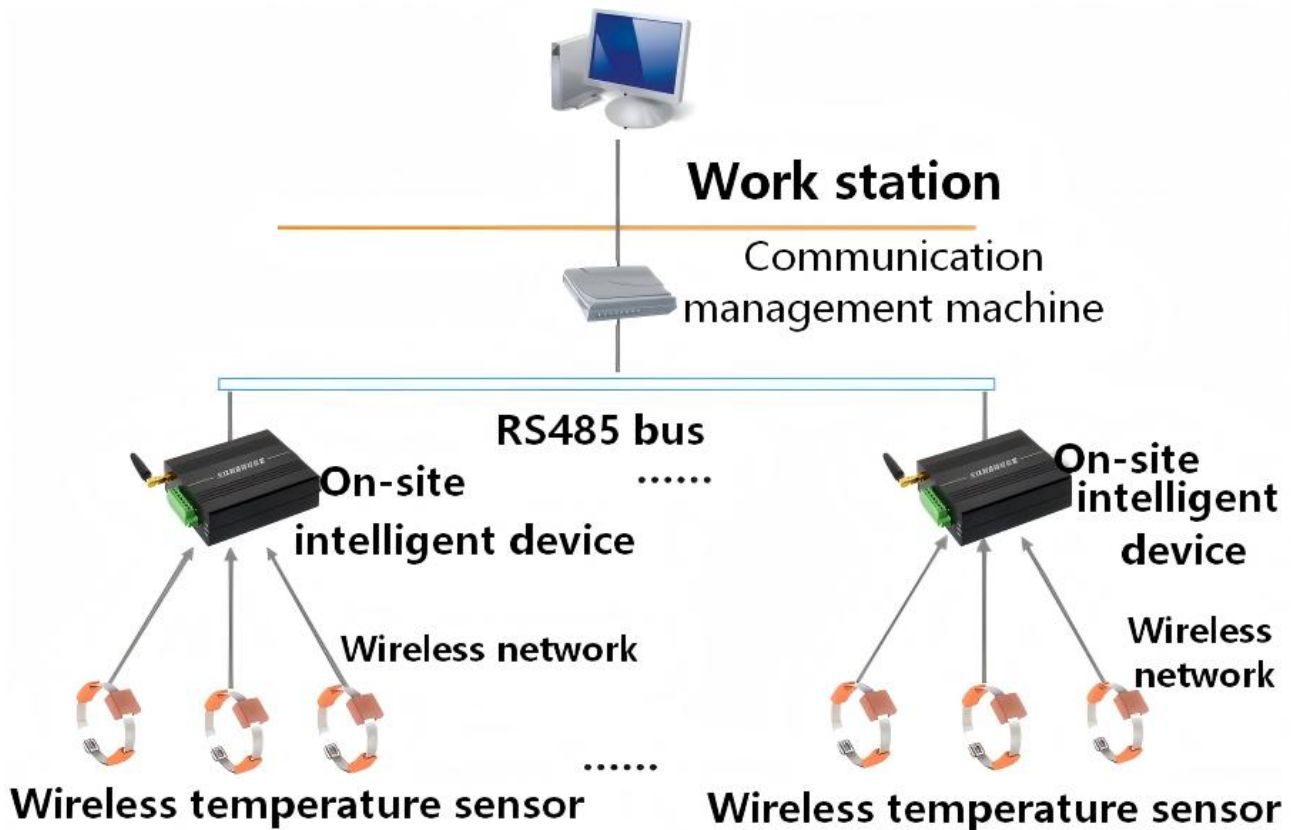 Work station
Communication
management machine
RS485 bus
On-site
intelligent device
......
On-site
intelligent
device
Wireless network
Wireless
network
......
Wireless temperature sensor
Wireless temperature sensor